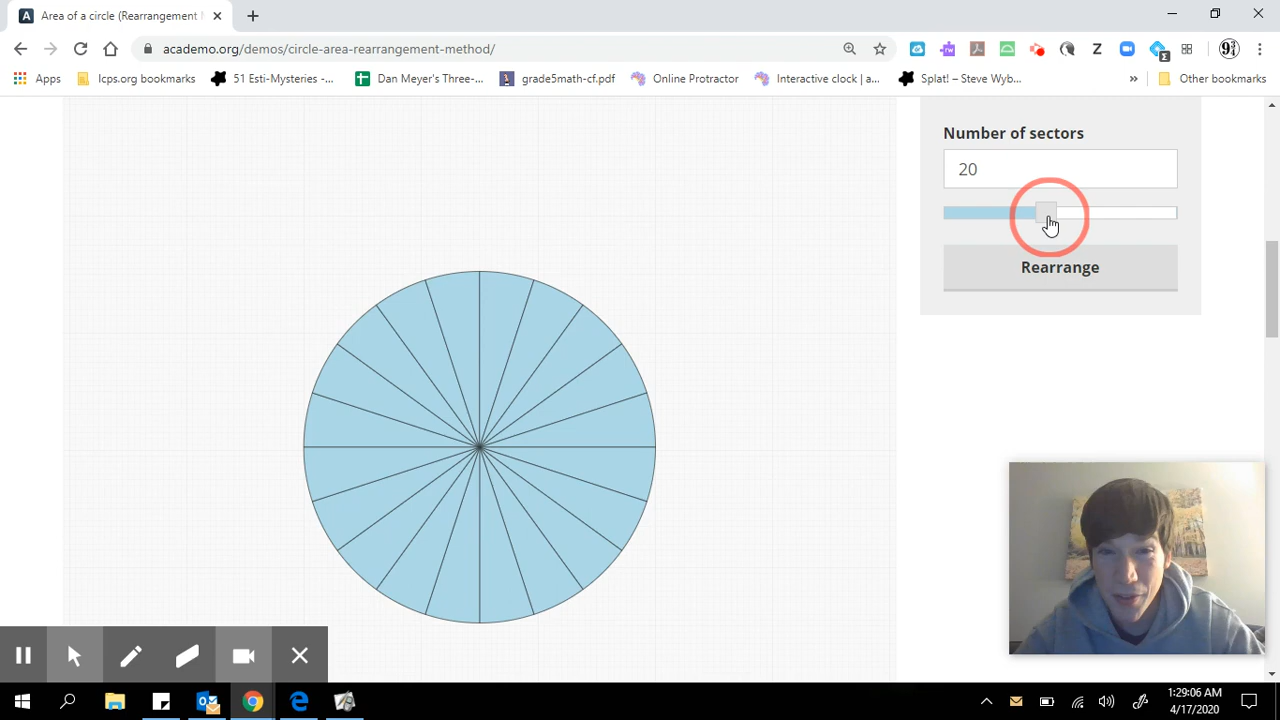 Area of a circle (Rearrangement M
academo.org/demos/circle-area-rearrangement-method/
Apps
lcps.org bookmarks
51 Esti-Mysteries -...
Dan Meyer's Three-...
grade5math-cf.pdf
Online Protractor
Interactive clock | a...
Splat! – Steve Wyb...
»
Other bookmarks
Number of sectors
20
Rearrange
1:29:06 AM
4/17/2020